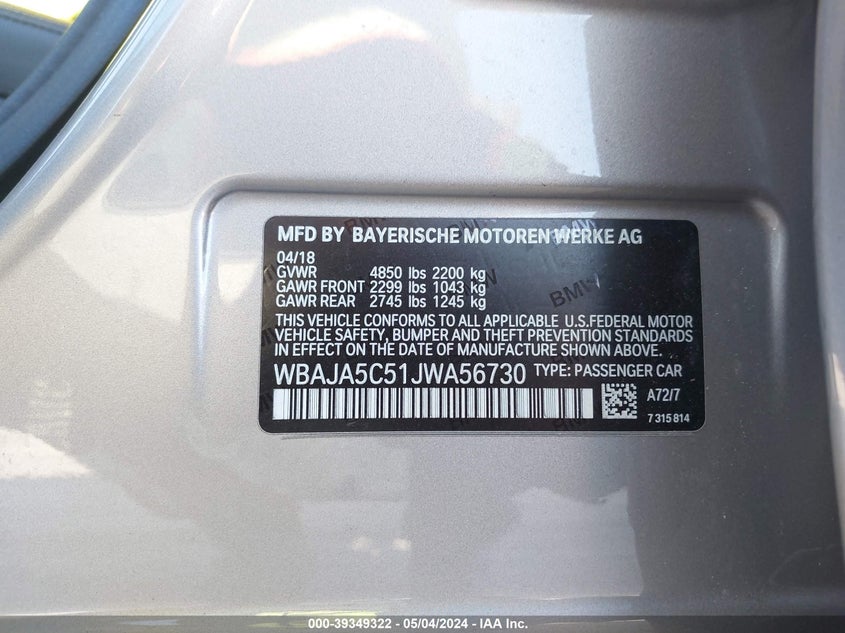 MFD BY BAYERISCHE MOTOREN WERKE AG
04/18
GVWR 4850 lbs 2200 kg
GAWR FRONT 2299 lbs 1043 kg
GAWR REAR 2745 lbs 1245 kg
THIS VEHICLE CONFORMS TO ALL APPLICABLE U.S.FEDERAL MOTOR
VEHICLE SAFETY, BUMPER AND THEFT PREVENTION STANDARDS
IN EFFECT ON THE DATE OF MANUFACTURE SHOWN ABOVE.
WBAJA5C51JWA56730 TYPE: PASSENGER CAR
A72/7
7 315 814
BMW
000-39349322 - 05/04/2024 - IAA Inc.